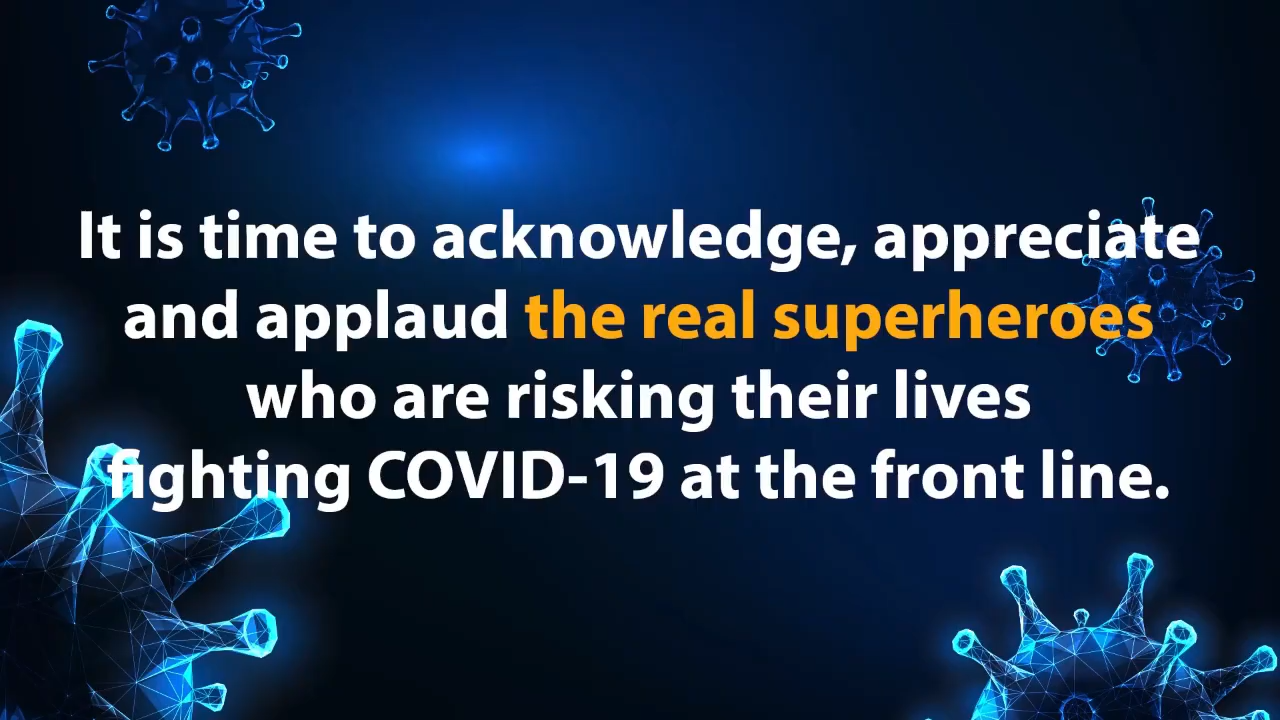 It is time to acknowledge, appreciate
and applaud the real superheroes
who are risking their lives
fighting COVID-19 at the front line.